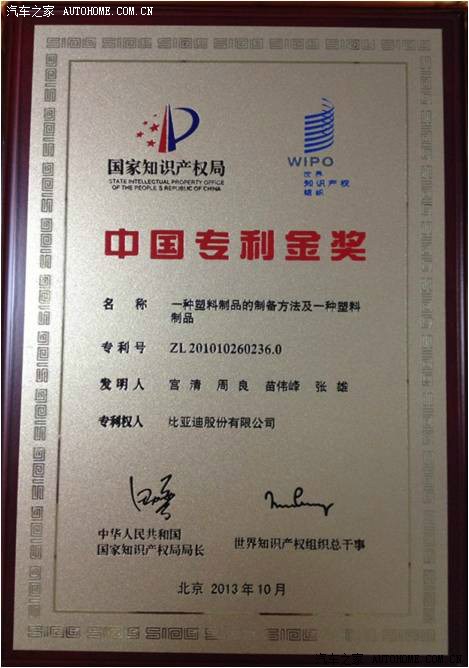 汽车之家 AUTOHOME.COM.CN
SIPO
国家知识产权局
STATE INTELLECTUAL PROPERTY OFFICE
OF THE PEOPLE'S REPUBLIC OF CHINA
WIPO
世界
知识产权
组织
中国专利金奖
名 称 一种塑料制品的制备方法及一种塑料
制品
专利号 ZL 201010260236.0
发明人 宫 清 周 良 苗伟峰 张 雄
专利权人 比亚迪股份有限公司
中华人民共和国
国家知识产权局局长
世界知识产权组织总干事
北京 2013 年 10 月
汽车之家 AUTOHOME.COM.CN